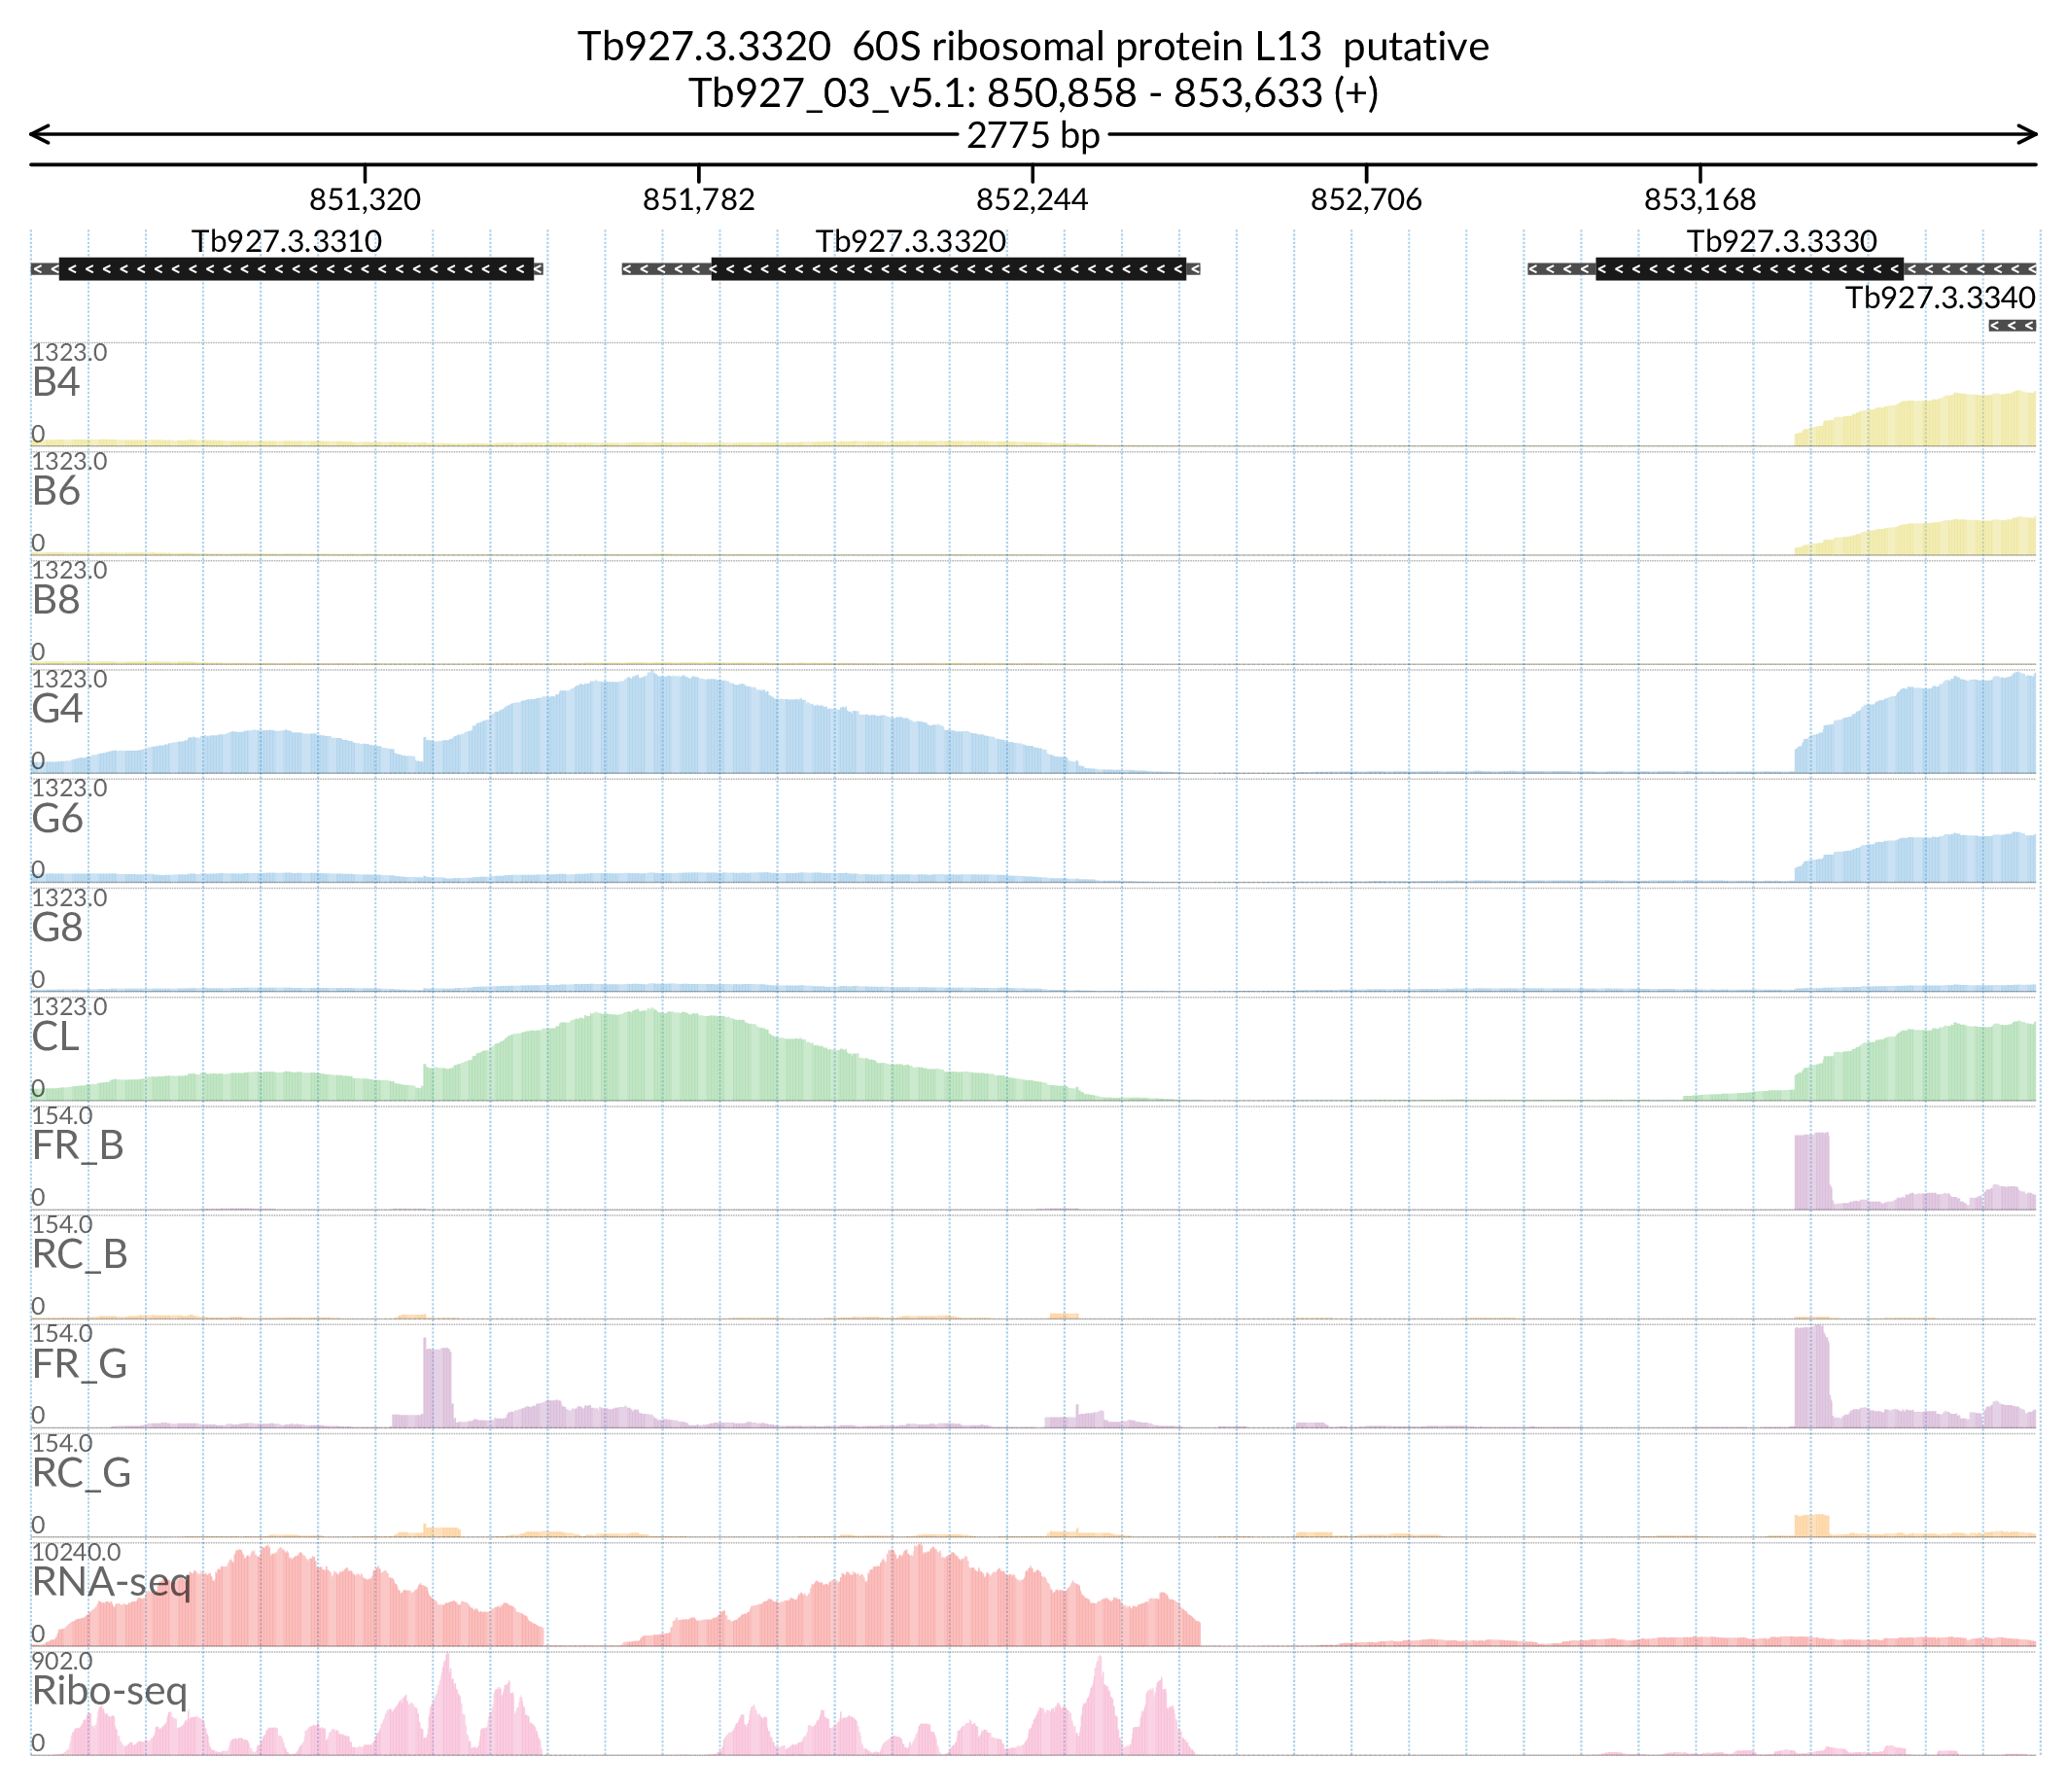 Tb927.3.3320  60S ribosomal protein L13  putative
Tb927_03_v5.1: 850,858 - 853,633 (+)
2775 bp
851,320 851,782 852,244 852,706 853,168
Tb927.3.3310 Tb927.3.3320 Tb927.3.3330
Tb927.3.3340
1323.0
B4
0
1323.0
B6
0
1323.0
B8
0
1323.0
G4
0
1323.0
G6
0
1323.0
G8
0
1323.0
CL
0
154.0
FR_B
0
154.0
RC_B
0
154.0
FR_G
0
154.0
RC_G
0
10240.0
RNA-seq
0
902.0
Ribo-seq
0